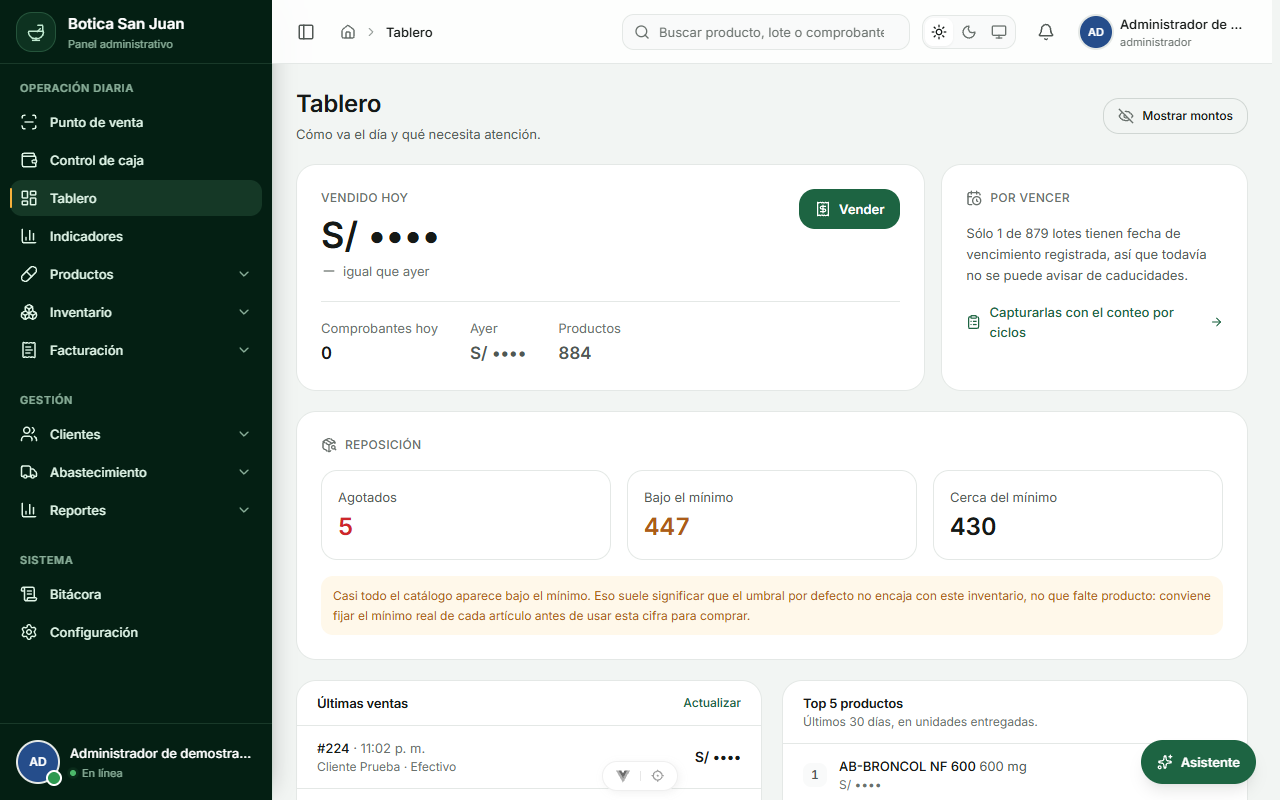 Botica San Juan
Panel administrativo
OPERACIÓN DIARIA
Punto de venta
Control de caja
Tablero
Indicadores
Productos
Inventario
Facturación
GESTIÓN
Clientes
Abastecimiento
Reportes
SISTEMA
Bitácora
Configuración
AD
Administrador de demostra...
En línea
Tablero
Buscar producto, lote o comprobante
AD
Administrador de ...
administrador
Tablero
Cómo va el día y qué necesita atención.
Mostrar montos
VENDIDO HOY
S/ ••••
Vender
— igual que ayer
Comprobantes hoy
0
Ayer
S/ ••••
Productos
884
POR VENCER
Sólo 1 de 879 lotes tienen fecha de
vencimiento registrada, así que todavía
no se puede avisar de caducidades.
Capturarlas con el conteo por
ciclos
REPOSICIÓN
Agotados
5
Bajo el mínimo
447
Cerca del mínimo
430
Casi todo el catálogo aparece bajo el mínimo. Eso suele significar que el umbral por defecto no encaja con este inventario, no que falte producto: conviene
fijar el mínimo real de cada artículo antes de usar esta cifra para comprar.
Últimas ventas
Actualizar
#224 · 11:02 p. m.
Cliente Prueba · Efectivo
S/ ••••
Top 5 productos
Últimos 30 días, en unidades entregadas.
1
AB-BRONCOL NF 600 600 mg
S/ ••••
Asistente